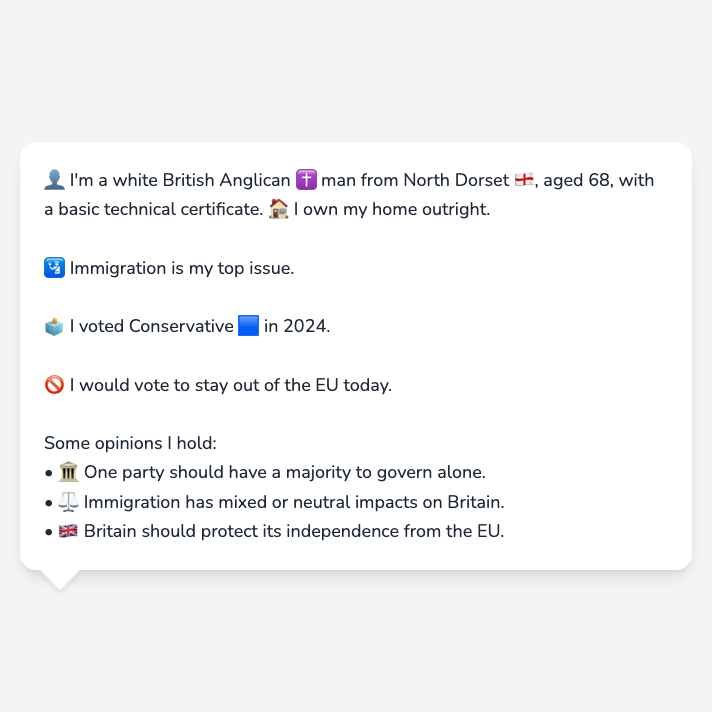 👤 I'm a white British Anglican ✝️ man from North Dorset 🏴󠁧󠁢󠁥󠁮󠁧󠁿, aged 68, with
a basic technical certificate. 🏠 I own my home outright.
🛂 Immigration is my top issue.
🗳️ I voted Conservative 🟦 in 2024.
🚫 I would vote to stay out of the EU today.
Some opinions I hold:
• 🏛️ One party should have a majority to govern alone.
• ⚖️ Immigration has mixed or neutral impacts on Britain.
• 🇬🇧 Britain should protect its independence from the EU.